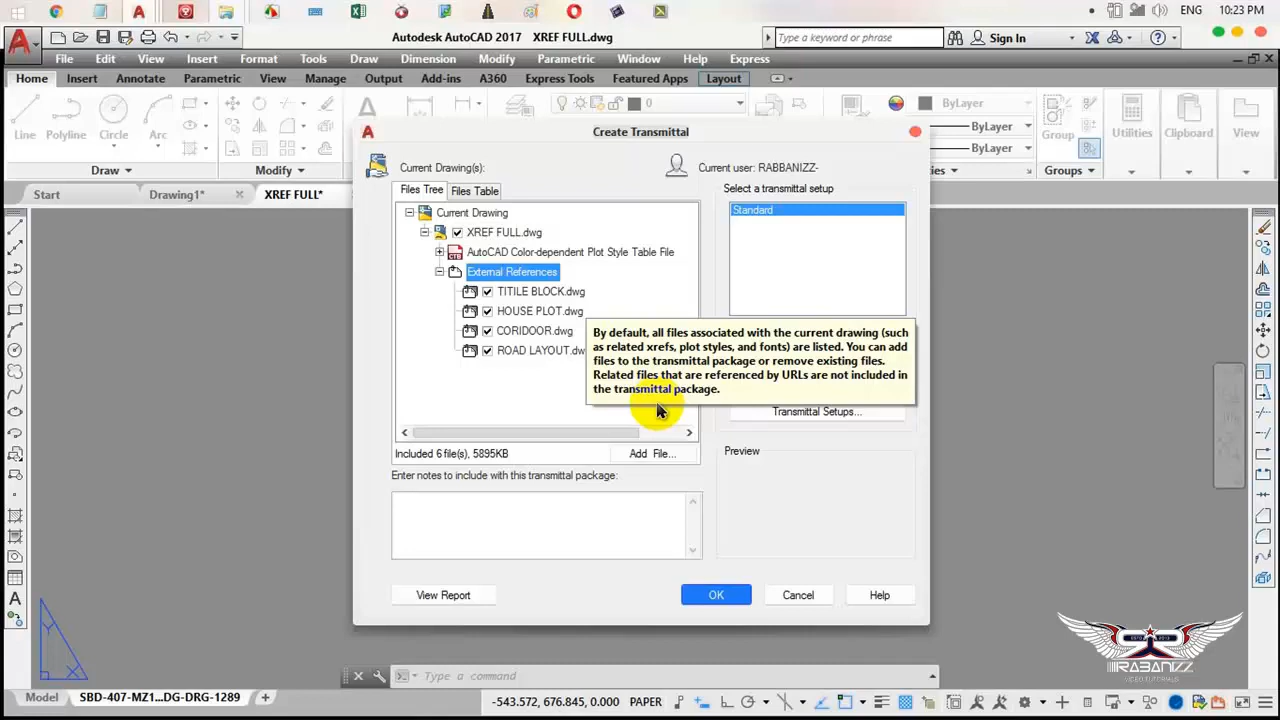 ENG 10:23 PM
Autodesk AutoCAD 2017 XREF FULL.dwg
Type a keyword or phrase
Sign In
File Edit View Insert Format Tools Draw Dimension Modify Parametric Window Help Express
Home Insert Annotate Parametric View Manage Output Add-ins A360 Express Tools Featured Apps Layout
Line Polyline Circle Arc
0
ByLayer
ByLayer
ByLayer
Group Utilities Clipboard View
Draw Modify Groups
Start Drawing1* XREF FULL*
Create Transmittal
Current Drawing(s):
Current user: RABBANIZZ-
Files Tree Files Table
Select a transmittal setup
Current Drawing
Standard
XREF FULL.dwg
AutoCAD Color-dependent Plot Style Table File
External References
TITILE BLOCK.dwg
HOUSE PLOT.dwg
CORIDOOR.dwg
ROAD LAYOUT.dw
By default, all files associated with the current drawing (such
as related xrefs, plot styles, and fonts) are listed. You can add
files to the transmittal package or remove existing files.
Related files that are referenced by URLs are not included in
the transmittal package.
Transmittal Setups...
Included 6 file(s), 5895KB
Add File...
Preview
Enter notes to include with this transmittal package:
View Report OK Cancel Help
Y
X
Type a command
RABANIZZ
VIDEO TUTORIALS
Model SBD-407-MZ1...DG-DRG-1289
-543.572, 676.845, 0.000 PAPER